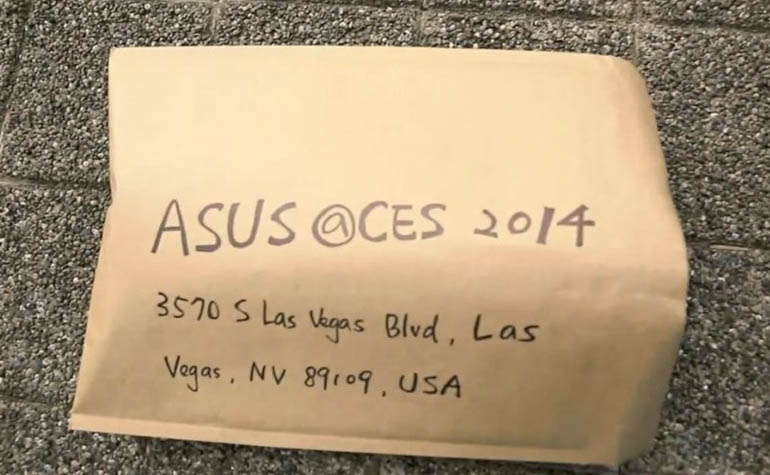 ASUS @CES 2014
3570 S Las Vegas Blvd, Las
Vegas, NV 89109, USA